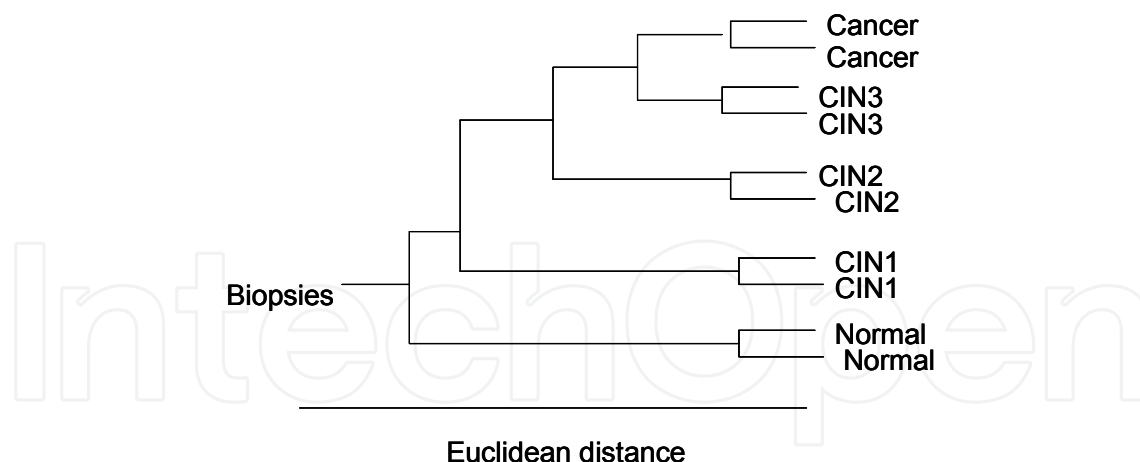 Cancer
Cancer
CIN3
CIN3
CIN2
CIN2
CIN1
CIN1
Biopsies
Normal
Normal
IntechOpen
Euclidean distance